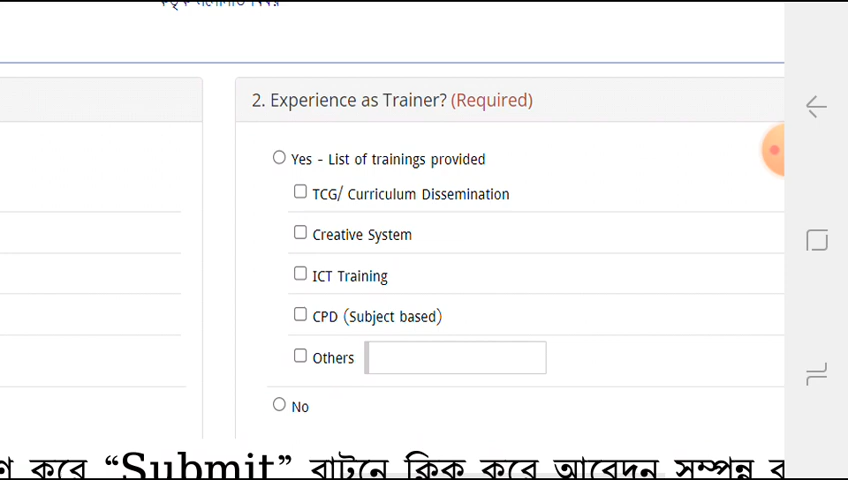 2. Experience as Trainer? (Required)
Yes - List of trainings provided
TCG/ Curriculum Dissemination
Creative System
ICT Training
CPD (Subject based)
Others
No
করে “Submit” বাটনে ক্লিক করে আবেদন সম্পন্ন